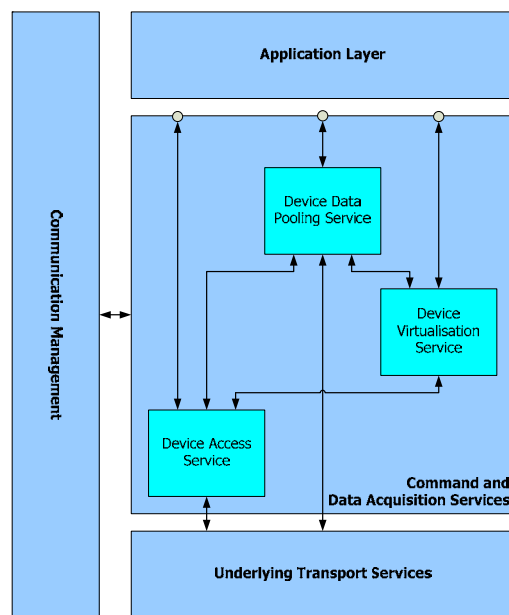 Application Layer
Communication Management
Device Data
Pooling Service
Device
Virtualisation
Service
Device Access
Service
Command and
Data Acquisition Services
Underlying Transport Services